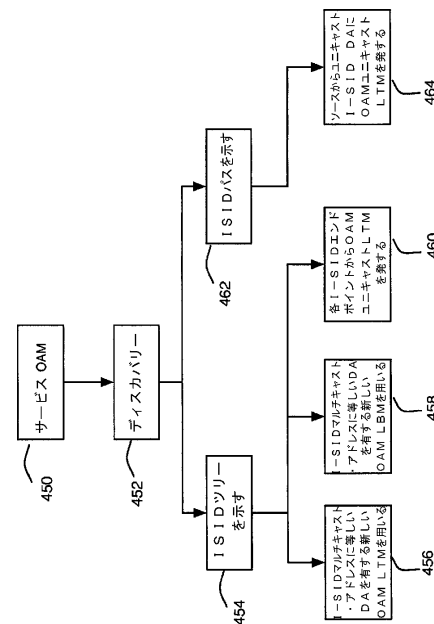 サービス OAM
450
ディスカバリー
452
ISIDツリー
を示す
454
ISIDパスを示す
462
I-SIDマルチキャスト
・アドレスに等しい
DAを有する新しい
OAM LTMを用いる
456
I-SIDマルチキャスト
・アドレスに等しいDA
を有する新しい
OAM LBMを用いる
458
各I-SIDエンド
ポイントからOAM
ユニキャストLTM
を発する
460
ソースからユニキャスト
I-SID DAに
OAMユニキャスト
LTMを発する
464